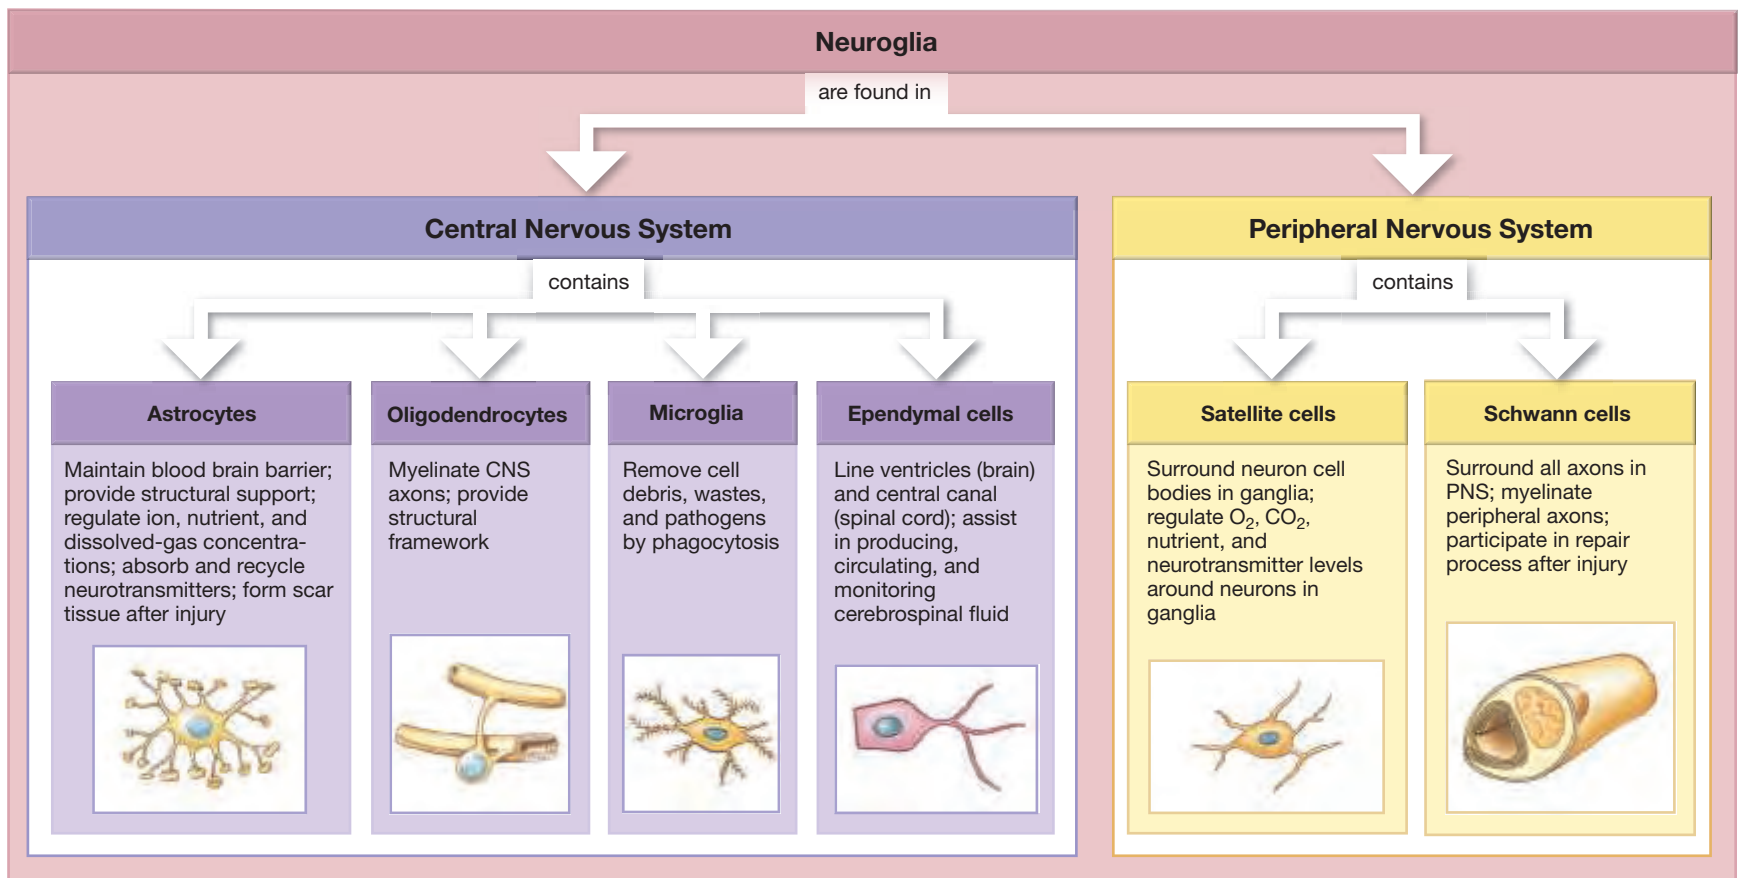 Neuroglia
are found in
Central Nervous System
contains
Astrocytes
Maintain blood brain barrier;
provide structural support;
regulate ion, nutrient, and
dissolved-gas concentra-
tions; absorb and recycle
neurotransmitters; form scar
tissue after injury
Oligodendrocytes
Myelinate CNS
axons; provide
structural
framework
Microglia
Remove cell
debris, wastes,
and pathogens
by phagocytosis
Ependymal cells
Line ventricles (brain)
and central canal
(spinal cord); assist
in producing,
circulating, and
monitoring
cerebrospinal fluid
Peripheral Nervous System
contains
Satellite cells
Surround neuron cell
bodies in ganglia;
regulate O₂, CO₂,
nutrient, and
neurotransmitter levels
around neurons in
ganglia
Schwann cells
Surround all axons in
PNS; myelinate
peripheral axons;
participate in repair
process after injury